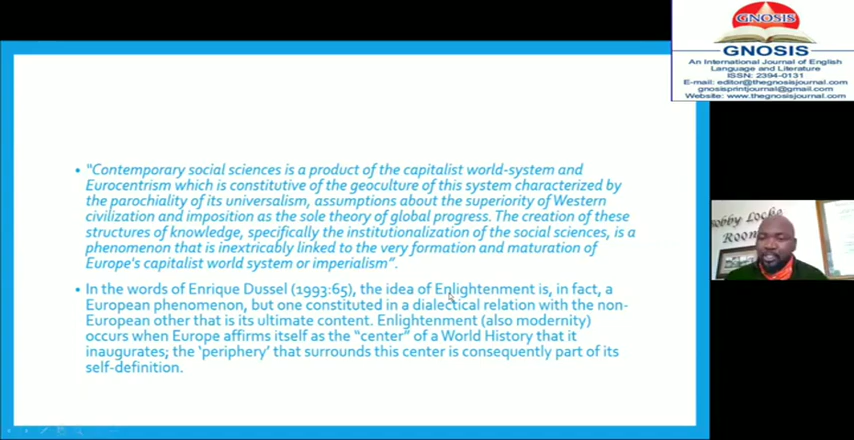 GNOSIS
GNOSIS
An International Journal of English
Language and Literature
ISSN: 2394-0131
E-mail: editor@thegnosisjournal.com
gnosisprintjournal@gmail.com
Website: www.thegnosisjournal.com
• "Contemporary social sciences is a product of the capitalist world-system and
Eurocentrism which is constitutive of the geoculture of this system characterized by
the parochiality of its universalism, assumptions about the superiority of Western
civilization and imposition as the sole theory of global progress. The creation of these
structures of knowledge, specifically the institutionalization of the social sciences, is a
phenomenon that is inextricably linked to the very formation and maturation of
Europe's capitalist world system or imperialism".
• In the words of Enrique Dussel (1993:65), the idea of Enlightenment is, in fact, a
European phenomenon, but one constituted in a dialectical relation with the non-
European other that is its ultimate content. Enlightenment (also modernity)
occurs when Europe affirms itself as the "center" of a World History that it
inaugurates; the 'periphery' that surrounds this center is consequently part of its
self-definition.
obby Locke
Room